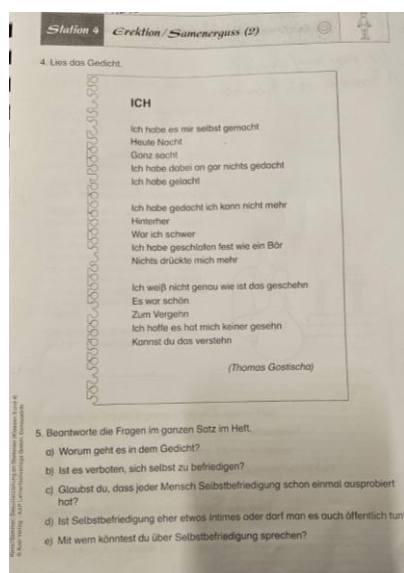 Station 4
Erektion/Samenerguss (2)
4. Lies das Gedicht.
ICH
Ich habe es mir selbst gemacht
Heute Nacht
Ganz sacht
Ich habe dabei an gar nichts gedacht
Ich habe gelacht
Ich habe gedacht ich kann nicht mehr
Hinterher
War ich schwer
Ich habe geschlafen fest wie ein Bär
Nichts drückte mich mehr
Ich weiß nicht genau wie ist das geschehn
Es war schön
Zum Vergehn
Ich hoffe es hat mich keiner gesehn
Kannst du das verstehn
(Thomas Gostischa)
5. Beantworte die Fragen im ganzen Satz im Heft.
a) Worum geht es in dem Gedicht?
b) Ist es verboten, sich selbst zu befriedigen?
c) Glaubst du, dass jeder Mensch Selbstbefriedigung schon einmal ausprobiert
hat?
d) Ist Selbstbefriedigung eher etwas Intimes oder darf man es auch öffentlich tun
e) Mit wem könntest du über Selbstbefriedigung sprechen?